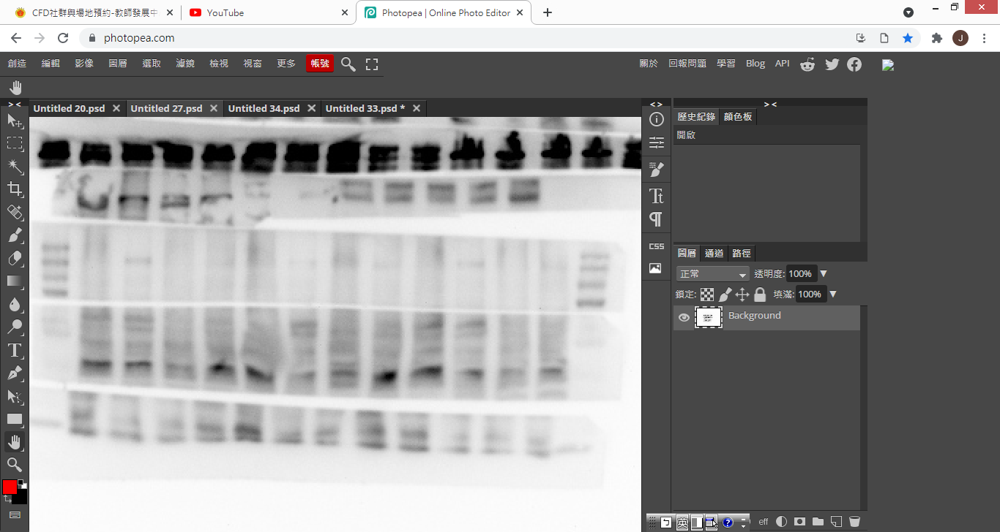 CFD社群與場地預約-教師發展中
YouTube
Photopea | Online Photo Editor
photopea.com
J
創造 編輯 影像 圖層 選取 濾鏡 檢視 視窗 更多 帳號
關於 回報問題 學習 Blog API
Untitled 20.psd Untitled 27.psd Untitled 34.psd Untitled 33.psd *
歷史紀錄 顏色板
開啟
Tt
CSS
圖層 通道 路徑
正常 透明度: 100%
鎖定: 填滿: 100%
Background
T
ㄅ 英 ? eff